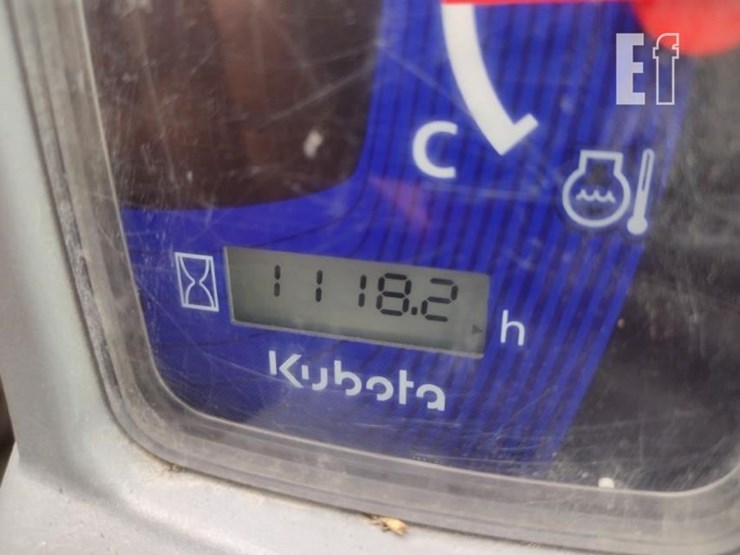 Ef
C
1118.2 h
Kubota